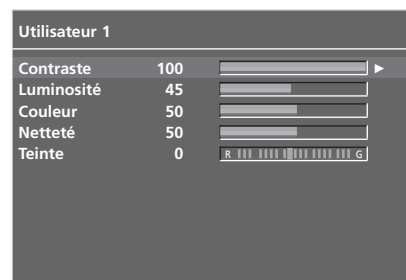 Utilisateur 1
Contraste 100
Luminosité 45
Couleur 50
Netteté 50
Teinte 0 R G